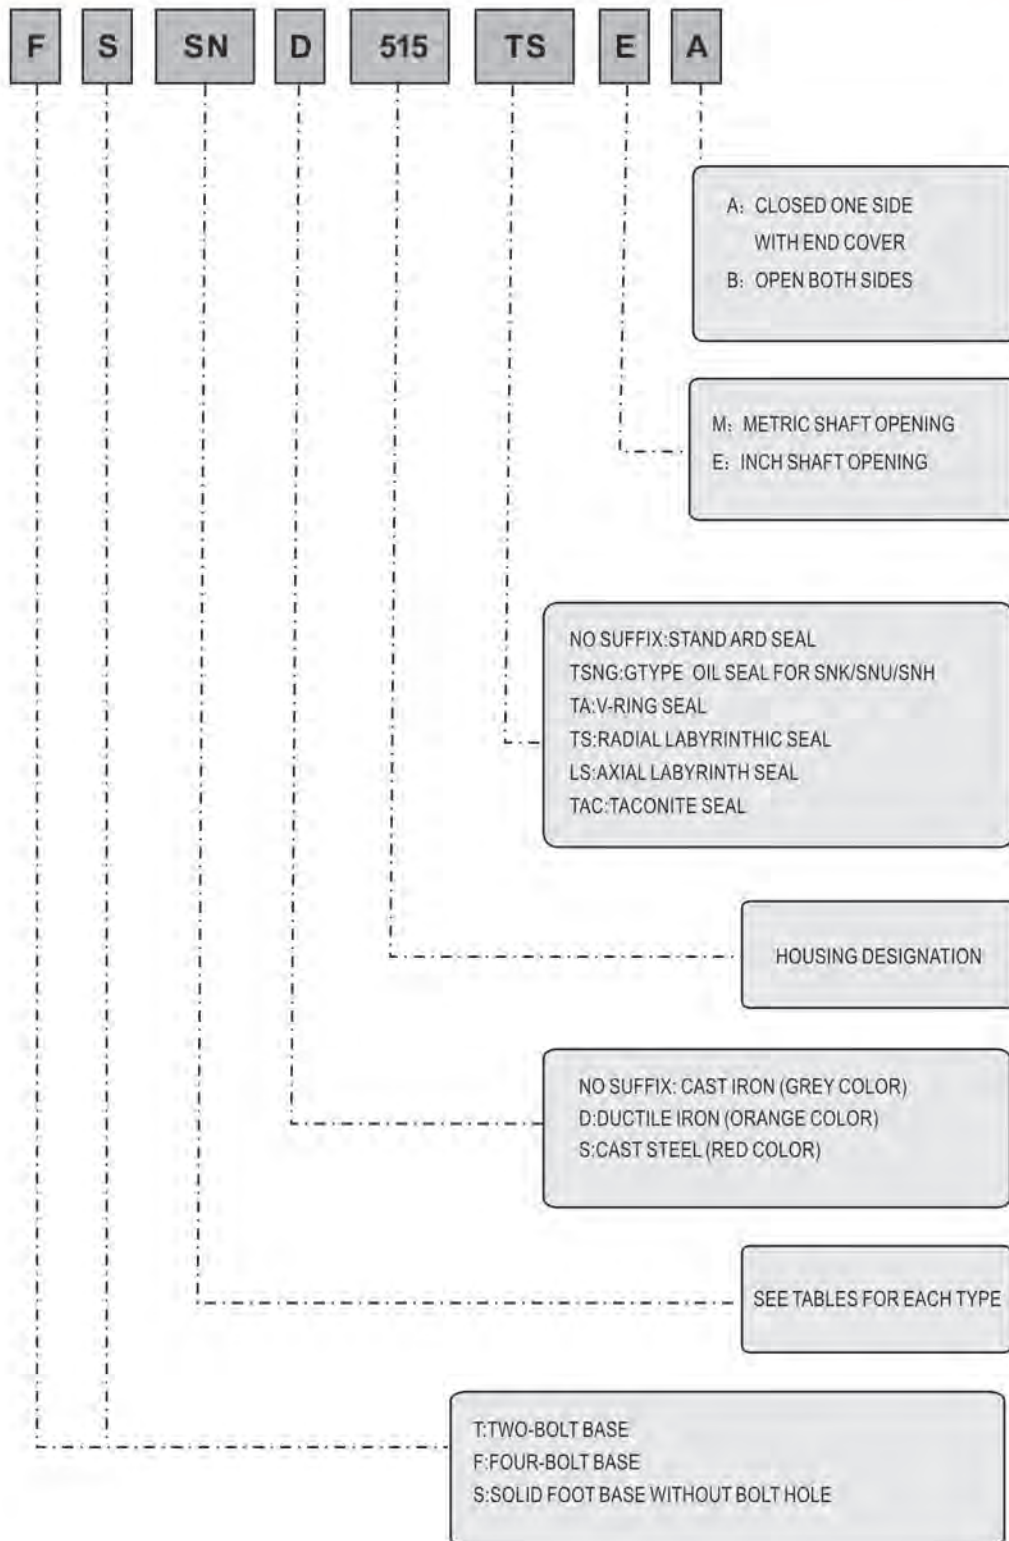 F S SN D 515 TS E A
A: CLOSED ONE SIDE
WITH END COVER
B: OPEN BOTH SIDES
M: METRIC SHAFT OPENING
E: INCH SHAFT OPENING
NO SUFFIX:STAND ARD SEAL
TSNG:GTYPE OIL SEAL FOR SNK/SNU/SNH
TA:V-RING SEAL
TS:RADIAL LABYRINTHIC SEAL
LS:AXIAL LABYRINTH SEAL
TAC:TACONITE SEAL
HOUSING DESIGNATION
NO SUFFIX: CAST IRON (GREY COLOR)
D:DUCTILE IRON (ORANGE COLOR)
S:CAST STEEL (RED COLOR)
SEE TABLES FOR EACH TYPE
T:TWO-BOLT BASE
F:FOUR-BOLT BASE
S:SOLID FOOT BASE WITHOUT BOLT HOLE